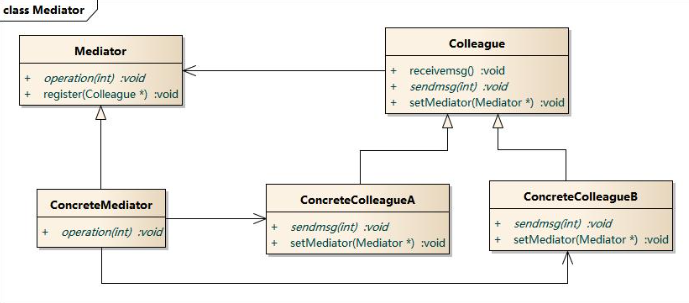 class Mediator
Mediator
+ operation(int) :void
+ register(Colleague *) :void
Colleague
+ receivemsg() :void
+ sendmsg(int) :void
+ setMediator(Mediator *) :void
ConcreteMediator
+ operation(int) :void
ConcreteColleagueA
+ sendmsg(int) :void
+ setMediator(Mediator *) :void
ConcreteColleagueB
+ sendmsg(int) :void
+ setMediator(Mediator *) :void